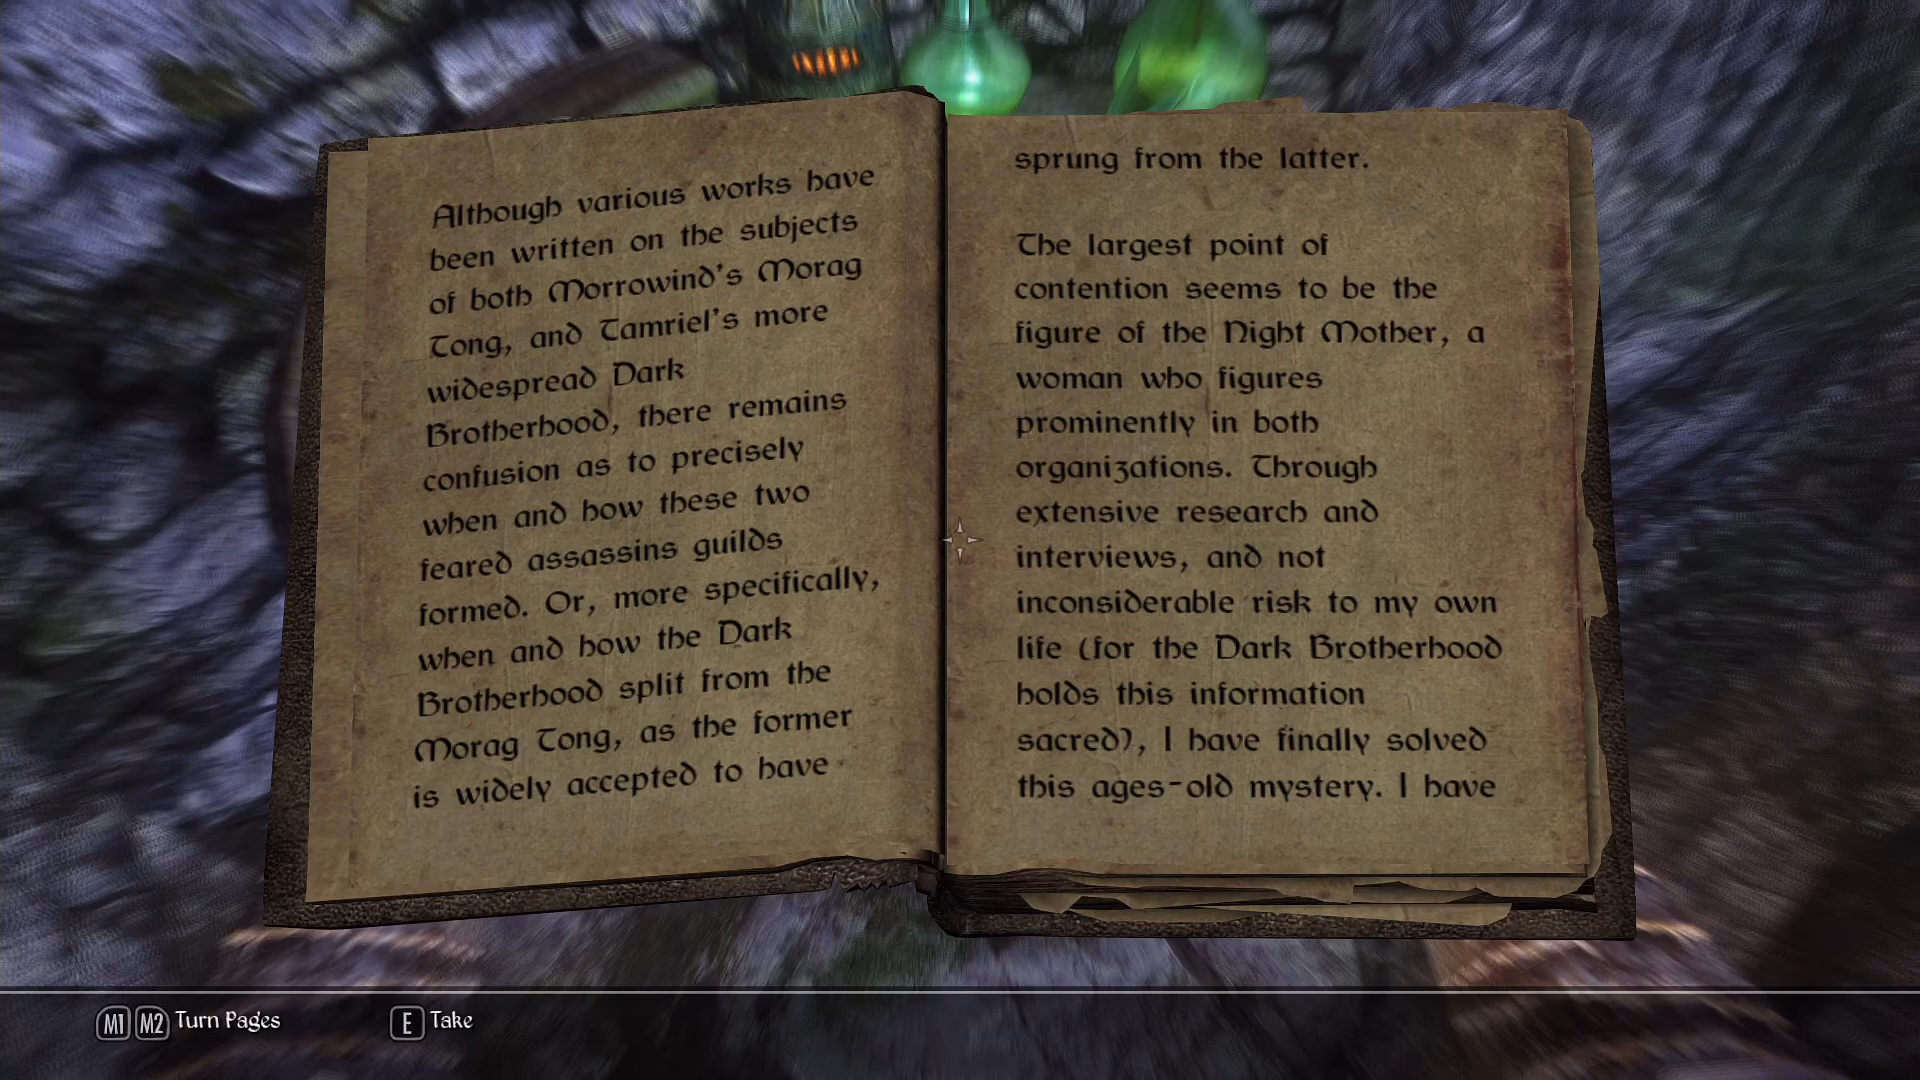 Although various works have
been written on the subjects
of both Morrowind's Morag
Tong, and Tamriel's more
widespread Dark
Brotherhood, there remains
confusion as to precisely
when and how these two
feared assassins guilds
formed. Or, more specifically,
when and how the Dark
Brotherhood split from the
Morag Tong, as the former
is widely accepted to have
sprung from the latter.
The largest point of
contention seems to be the
figure of the Night Mother, a
woman who figures
prominently in both
organizations. Through
extensive research and
interviews, and not
inconsiderable risk to my own
life (for the Dark Brotherhood
holds this information
sacred), I have finally solved
this ages-old mystery. I have
M1 M2 Turn Pages E Take